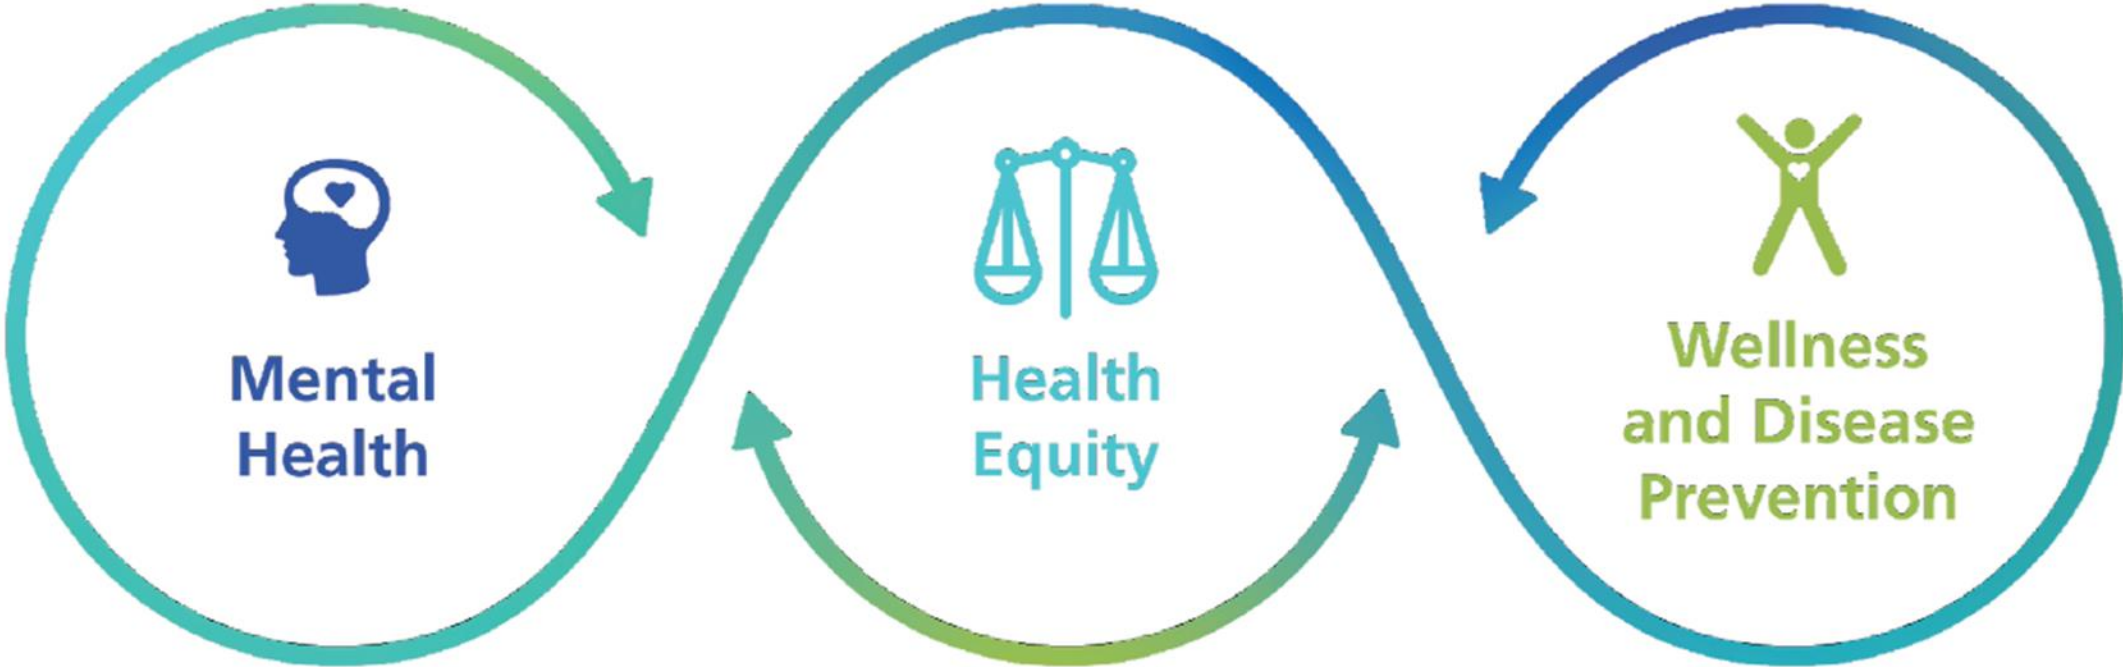 Mental
Health
Health
Equity
Wellness
and Disease
Prevention